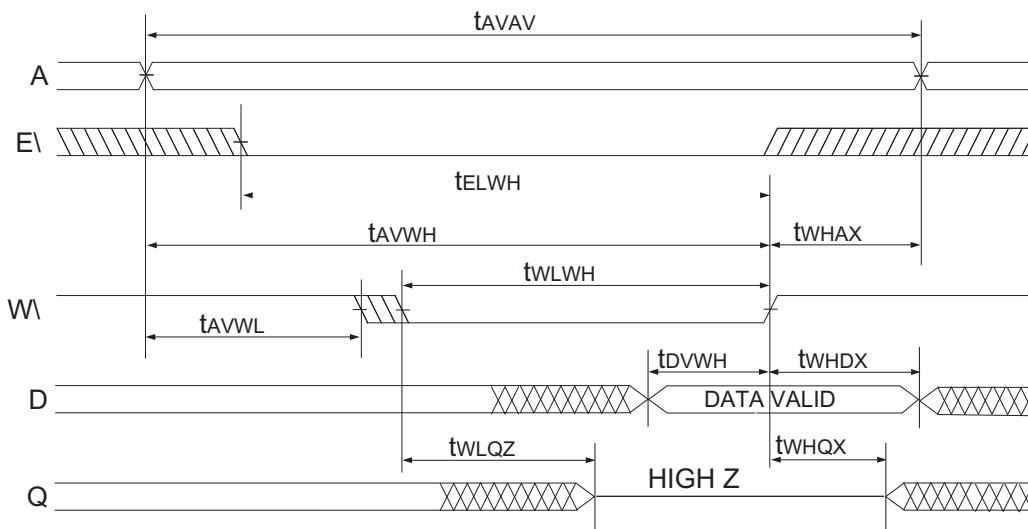 tAVAV
A
E\
tELWH
tAVWH
tWHAX
tWLWH
W\
tAVWL
tDVWH
tWHDX
D
DATA VALID
tWLQZ
tWHQX
HIGH Z
Q